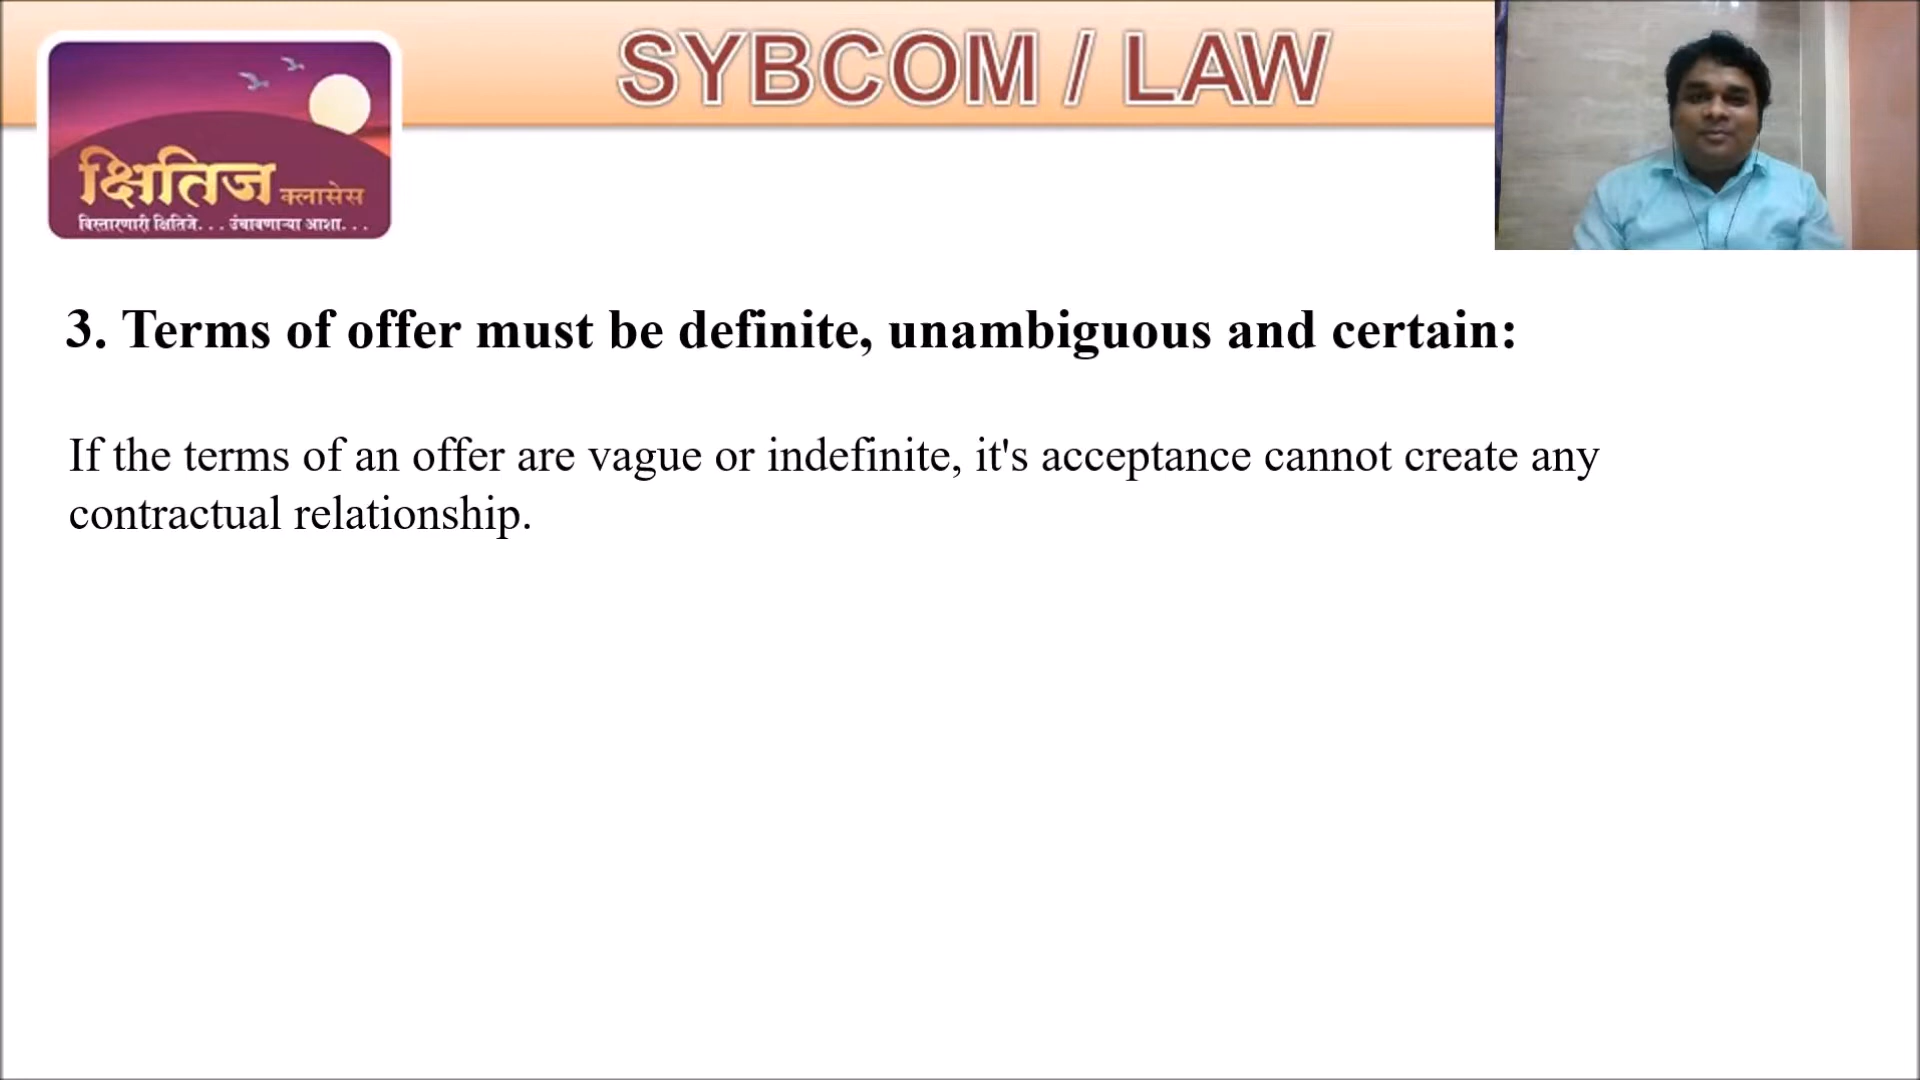 SYBCOM / LAW
क्षितिज क्लासेस
विस्तारणारी क्षितिजे. . . उंचावणाऱ्या आशा. . .
3. Terms of offer must be definite, unambiguous and certain:
If the terms of an offer are vague or indefinite, it's acceptance cannot create any
contractual relationship.